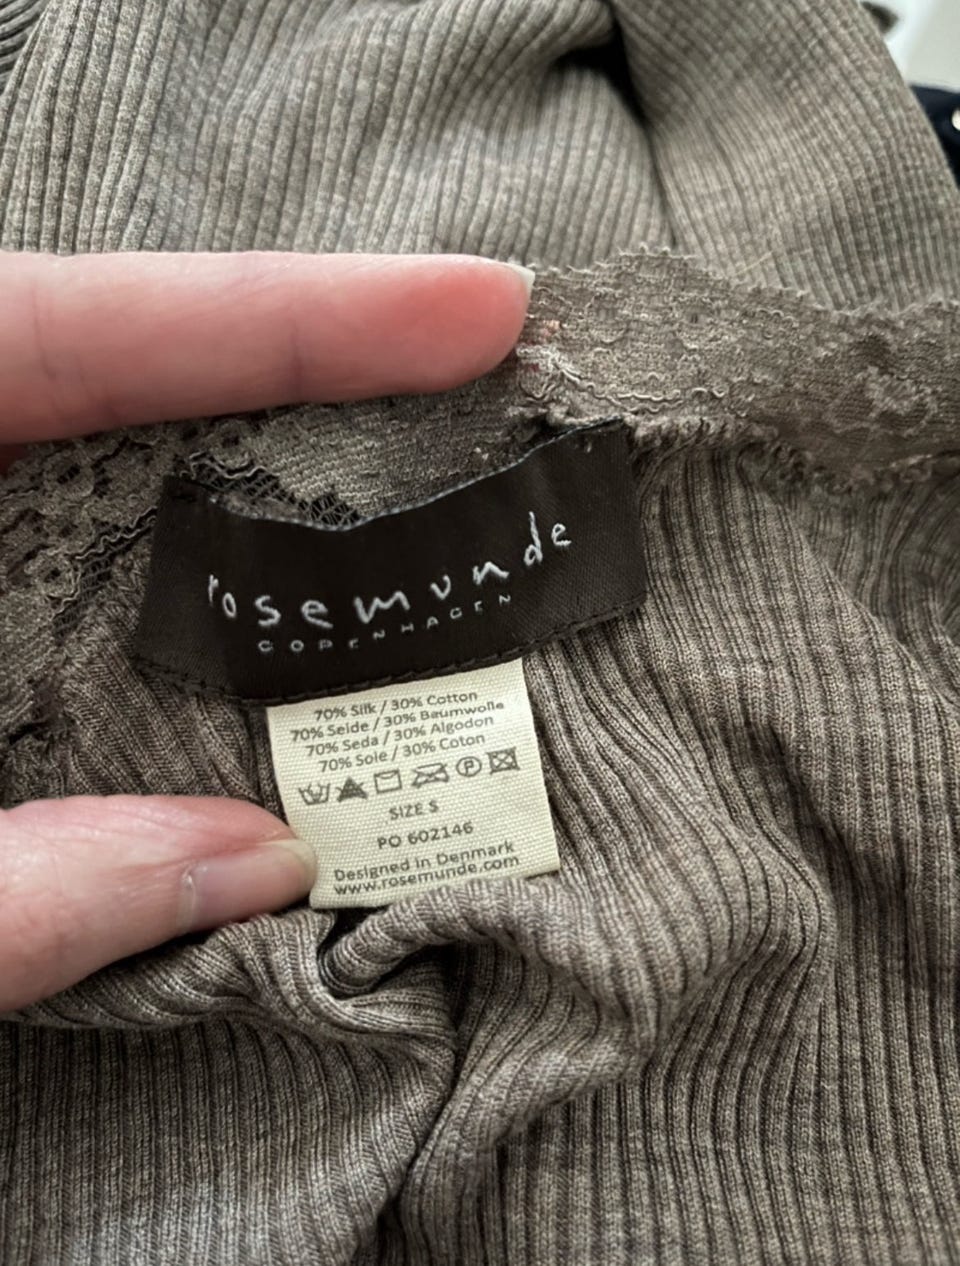 rosemunde
COPENHAGEN
70% Silk / 30% Cotton
70% Seide / 30% Baumwolle
70% Seda / 30% Algodon
70% Soie / 30% Coton
SIZE S
PO 602146
Designed in Denmark
www.rosemunde.com